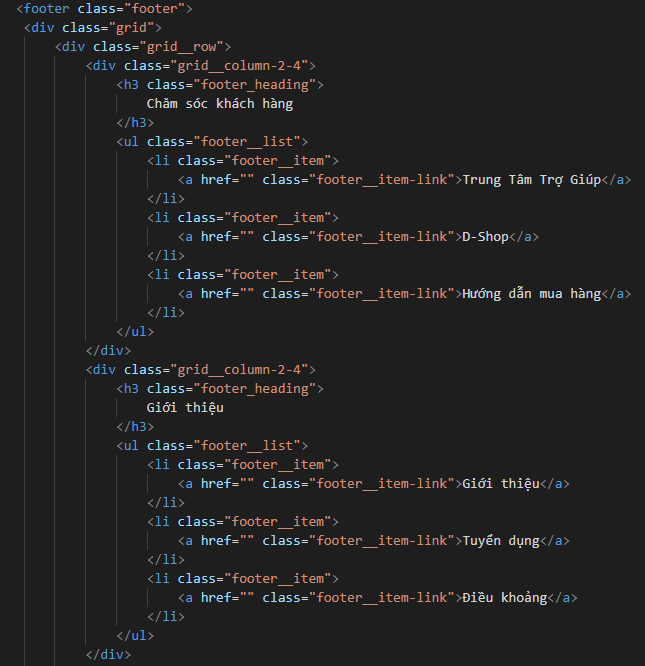 <footer class="footer">
<div class="grid">
<div class="grid__row">
<div class="grid__column-2-4">
<h3 class="footer_heading">
Chăm sóc khách hàng
</h3>
<ul class="footer__list">
<li class="footer__item">
<a href="" class="footer__item-link">Trung Tâm Trợ Giúp</a>
</li>
<li class="footer__item">
<a href="" class="footer__item-link">D-Shop</a>
</li>
<li class="footer__item">
<a href="" class="footer__item-link">Hướng dẫn mua hàng</a>
</li>
</ul>
</div>
<div class="grid__column-2-4">
<h3 class="footer_heading">
Giới thiệu
</h3>
<ul class="footer__list">
<li class="footer__item">
<a href="" class="footer__item-link">Giới thiệu</a>
</li>
<li class="footer__item">
<a href="" class="footer__item-link">Tuyển dụng</a>
</li>
<li class="footer__item">
<a href="" class="footer__item-link">Điều khoảng</a>
</li>
</ul>
</div>